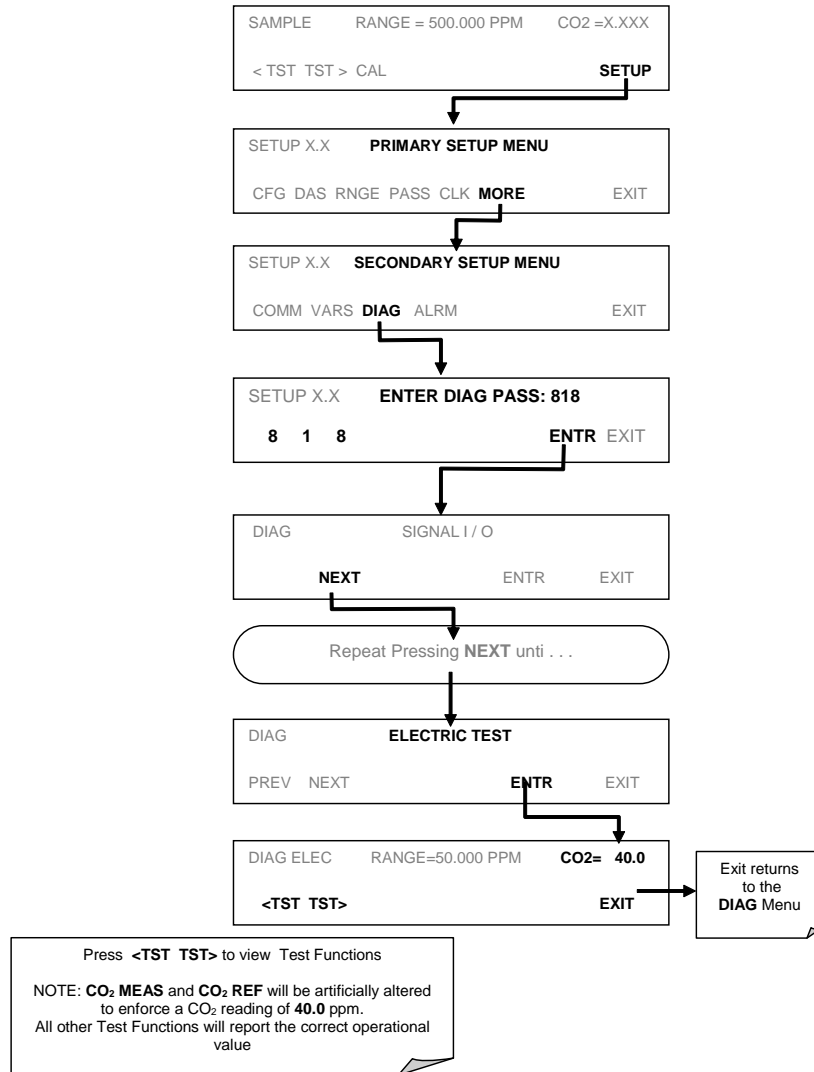 SAMPLE RANGE = 500.000 PPM CO2 =X.XXX
< TST TST > CAL SETUP
SETUP X.X PRIMARY SETUP MENU
CFG DAS RNGE PASS CLK MORE EXIT
SETUP X.X SECONDARY SETUP MENU
COMM VARS DIAG ALRM EXIT
SETUP X.X ENTER DIAG PASS: 818
8 1 8 ENTR EXIT
DIAG SIGNAL I / O
NEXT ENTR EXIT
Repeat Pressing NEXT unti . . .
DIAG ELECTRIC TEST
PREV NEXT ENTR EXIT
DIAG ELEC RANGE=50.000 PPM CO2= 40.0
<TST TST> EXIT
Exit returns
to the
DIAG Menu
Press <TST TST> to view Test Functions
NOTE: CO₂ MEAS and CO₂ REF will be artificially altered
to enforce a CO₂ reading of 40.0 ppm.
All other Test Functions will report the correct operational
value